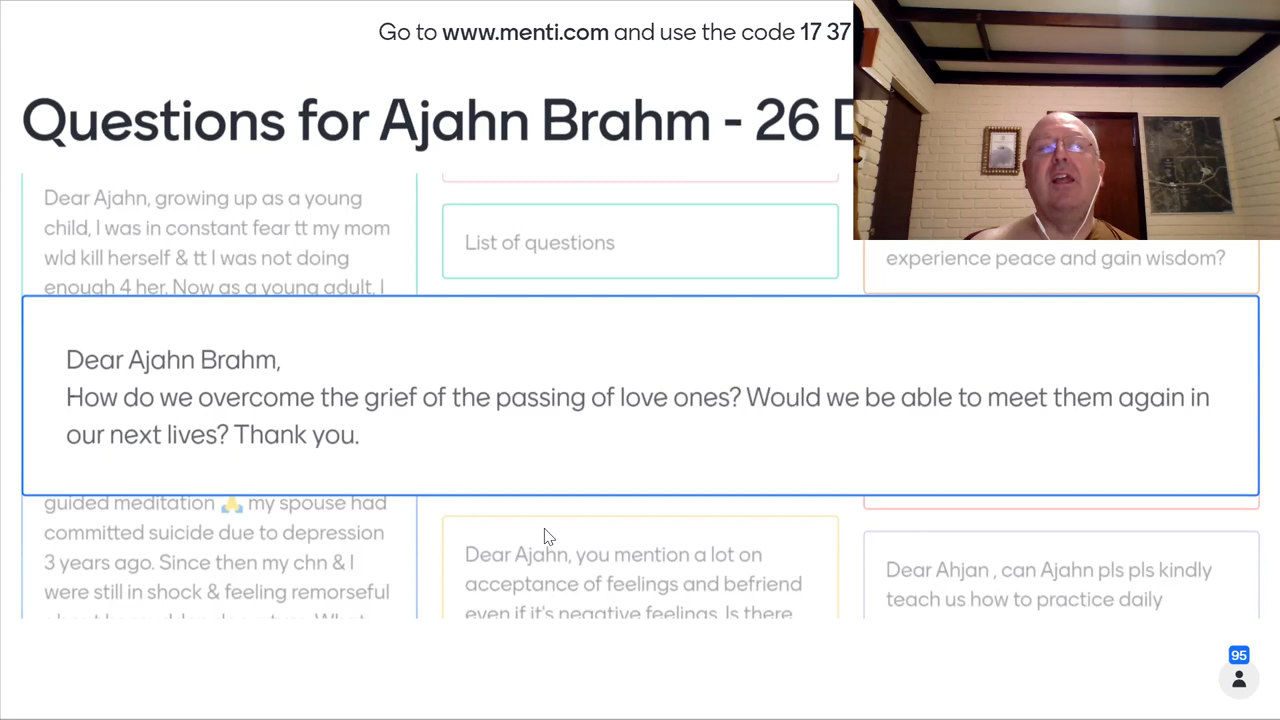 Go to www.menti.com and use the code 17 37
Questions for Ajahn Brahm - 26 D
Dear Ajahn, growing up as a young
child, I was in constant fear tt my mom
wld kill herself & tt I was not doing
enough 4 her. Now as a young adult, I
List of questions
experience peace and gain wisdom?
Dear Ajahn Brahm,
How do we overcome the grief of the passing of love ones? Would we be able to meet them again in
our next lives? Thank you.
guided meditation 🙏 my spouse had
committed suicide due to depression
3 years ago. Since then my chn & I
were still in shock & feeling remorseful
Dear Ajahn, you mention a lot on
acceptance of feelings and befriend
even if it's negative feelings. Is there
Dear Ahjan , can Ajahn pls pls kindly
teach us how to practice daily
95